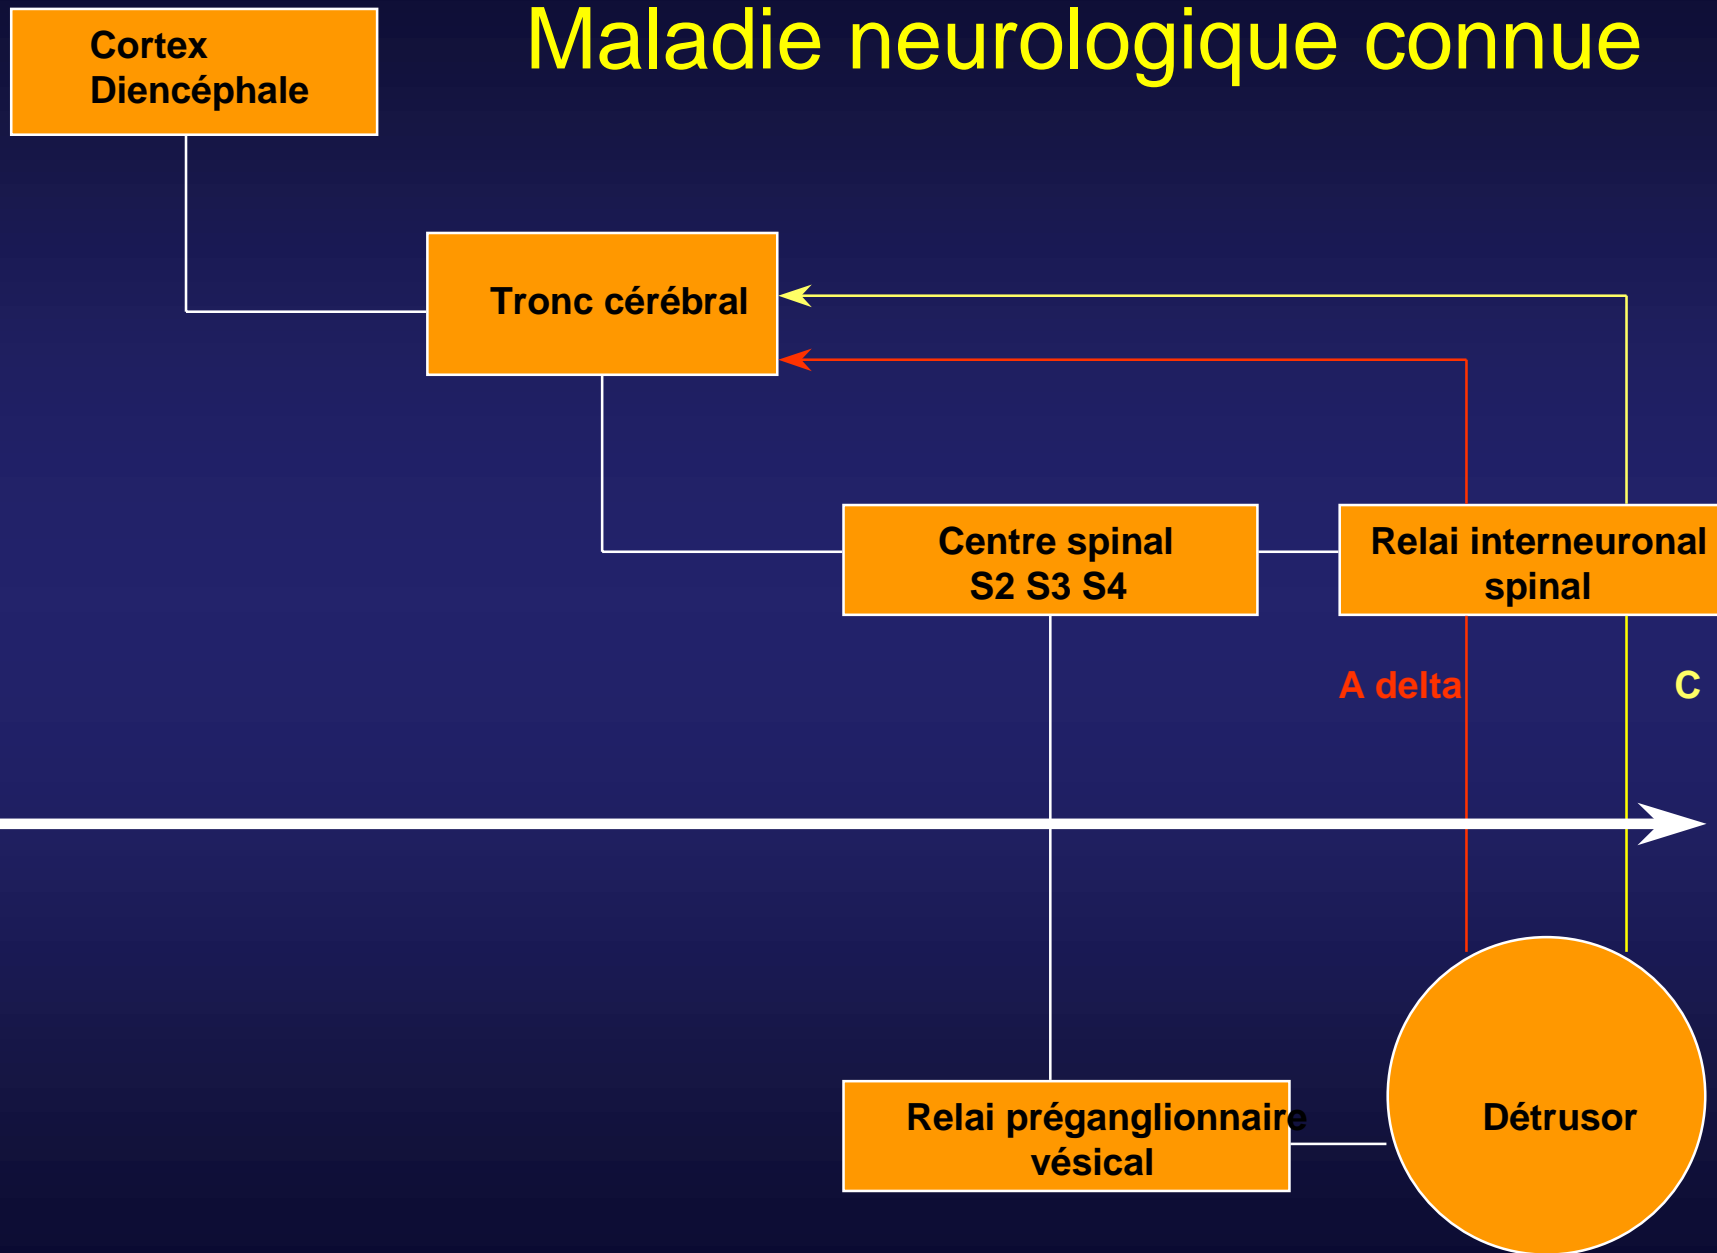 Maladie neurologique connue
Cortex
Diencéphale
Tronc cérébral
Centre spinal
S2 S3 S4
Relai interneuronal
spinal
A delta
C
Relai préganglionnaire
vésical
Détrusor